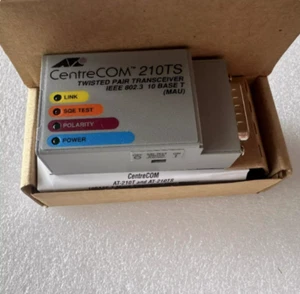 CentreCOM™ 210TS
TWISTED PAIR TRANSCEIVER
IEEE 802.3 10 BASE T
(MAU)
LINK
SQE TEST
POLARITY
POWER
CentreCOM
AT-210T and AT-210TS